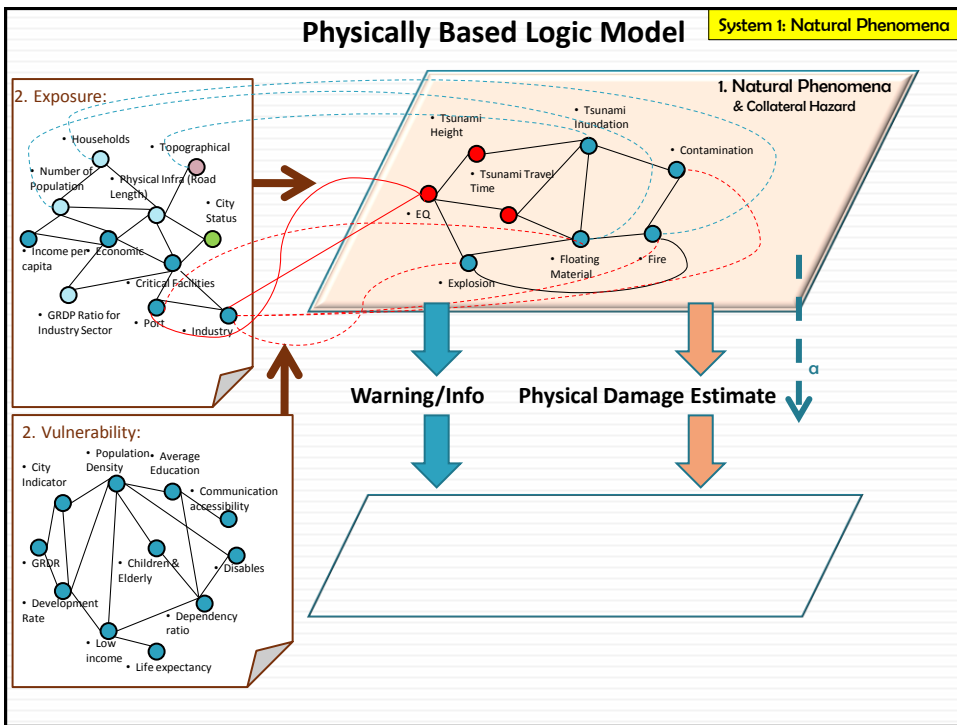 Physically Based Logic Model
System 1: Natural Phenomena
2. Exposure:
• Households
• Topographical
• Number of
Population
• Physical Infra (Road
Length)
• City
Status
• Income per
capita
• Economic
• Critical Facilities
• GRDP Ratio for
Industry Sector
• Port
• Industry
1. Natural Phenomena
& Collateral Hazard
• Tsunami
Height
• Tsunami
Inundation
• Contamination
• Tsunami Travel
Time
• EQ
• Floating
Material
• Fire
• Explosion
α
Warning/Info
Physical Damage Estimate
2. Vulnerability:
• City
Indicator
• Population
Density
• Average
Education
• Communication
accessibility
• GRDR
• Children &
Elderly
• Disables
• Development
Rate
• Dependency
ratio
• Low
income
• Life expectancy